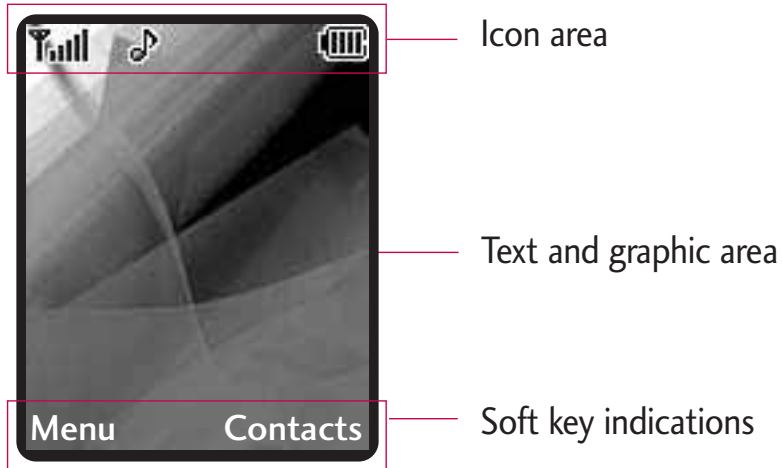 Icon area
Text and graphic area
Menu Contacts
Soft key indications